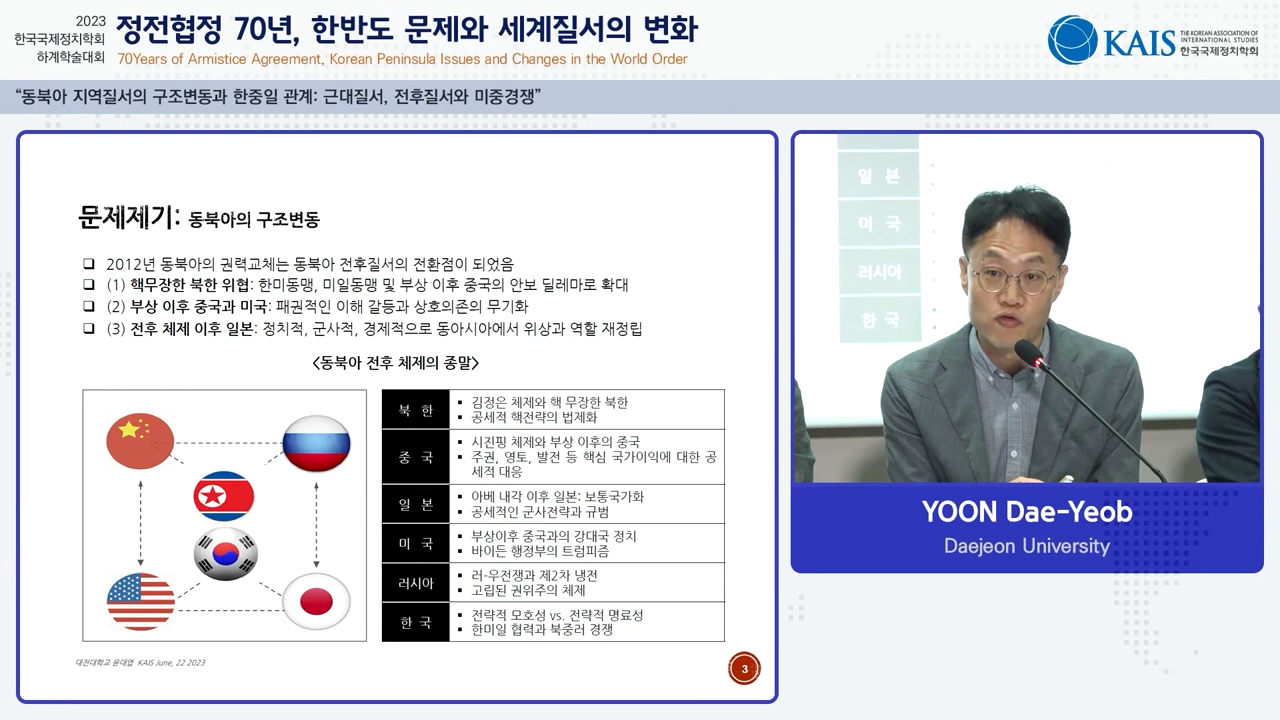 2023
한국국제정치학회
하계학술대회
정전협정 70년, 한반도 문제와 세계질서의 변화
70Years of Armistice Agreement, Korean Peninsula Issues and Changes in the World Order
KAIS
THE KOREAN ASSOCIATION OF
INTERNATIONAL STUDIES
한국국제정치학회
“동북아 지역질서의 구조변동과 한중일 관계: 근대질서, 전후질서와 미중경쟁”
문제제기: 동북아의 구조변동
❑ 2012년 동북아의 권력교체는 동북아 전후질서의 전환점이 되었음
❑ (1) 핵무장한 북한 위협: 한미동맹, 미일동맹 및 부상 이후 중국의 안보 딜레마로 확대
❑ (2) 부상 이후 중국과 미국: 패권적인 이해 갈등과 상호의존의 무기화
❑ (3) 전후 체제 이후 일본: 정치적, 군사적, 경제적으로 동아시아에서 위상과 역할 재정립
<동북아 전후 체제의 종말>
북 한
▪ 김정은 체제와 핵 무장한 북한
▪ 공세적 핵전략의 법제화
중 국
▪ 시진핑 체제와 부상 이후의 중국
▪ 주권, 영토, 발전 등 핵심 국가이익에 대한 공
세적 대응
일 본
▪ 아베 내각 이후 일본: 보통국가화
▪ 공세적인 군사전략과 규범
미 국
▪ 부상이후 중국과의 강대국 정치
▪ 바이든 행정부의 트럼피즘
러시아
▪ 러-우전쟁과 제2차 냉전
▪ 고립된 권위주의 체제
한 국
▪ 전략적 모호성 vs. 전략적 명료성
▪ 한미일 협력과 북중러 경쟁
대전대학교 윤대엽 KAIS June, 22 2023
3
일 본
미 국
러시아
한 국
YOON Dae-Yeob
Daejeon University